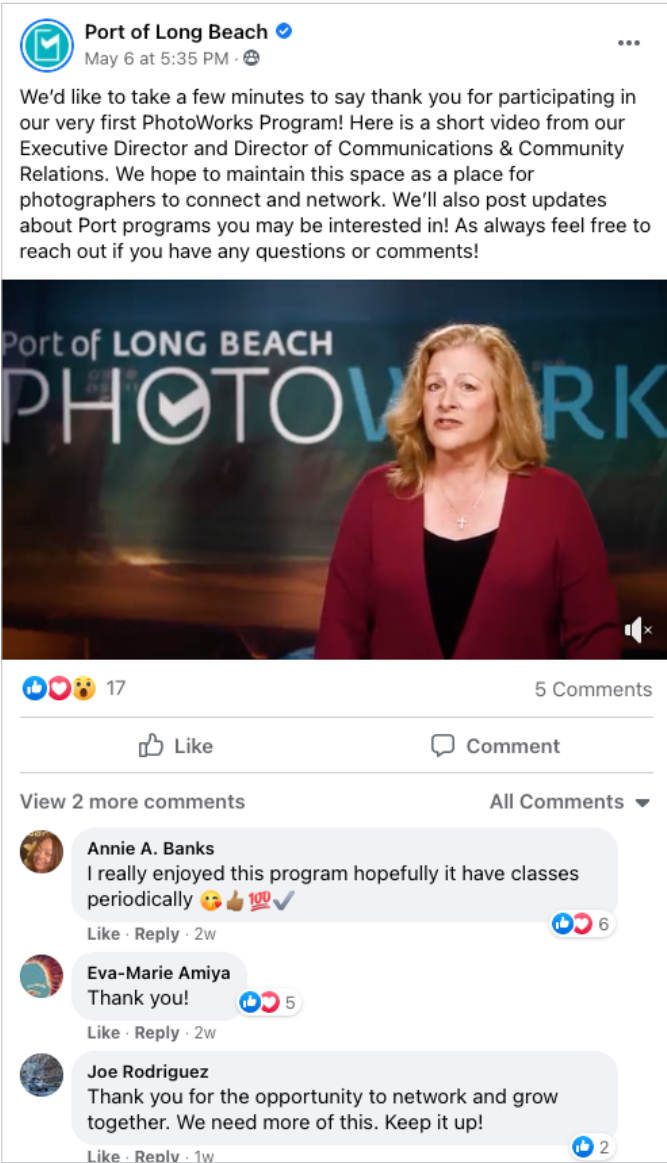 Port of Long Beach
May 6 at 5:35 PM ·
We'd like to take a few minutes to say thank you for participating in
our very first PhotoWorks Program! Here is a short video from our
Executive Director and Director of Communications & Community
Relations. We hope to maintain this space as a place for
photographers to connect and network. We'll also post updates
about Port programs you may be interested in! As always feel free to
reach out if you have any questions or comments!
Port of LONG BEACH
PHOTOW RK
17
5 Comments
Like
Comment
View 2 more comments
All Comments
Annie A. Banks
I really enjoyed this program hopefully it have classes
periodically 😘👍🏾💯✔️
6
Like · Reply · 2w
Eva-Marie Amiya
Thank you!
5
Like · Reply · 2w
Joe Rodriguez
Thank you for the opportunity to network and grow
together. We need more of this. Keep it up!
2
Like · Reply · 1w